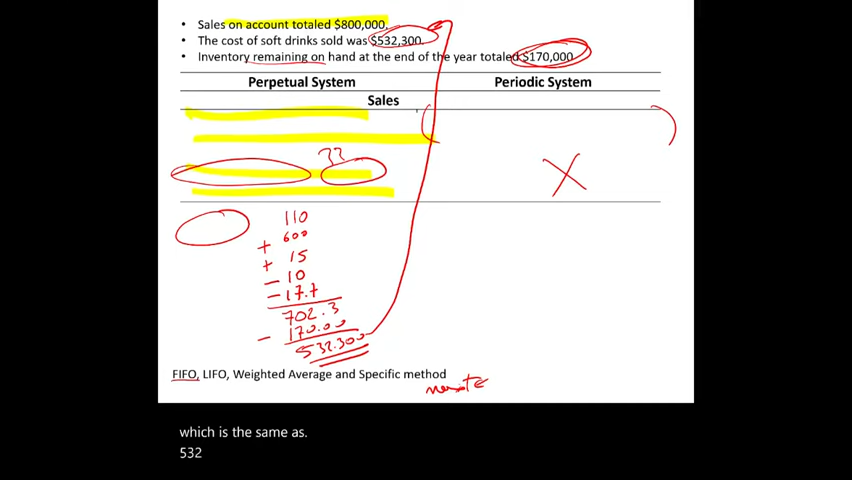 • Sales on account totaled $800,000.
• The cost of soft drinks sold was $532,300.
• Inventory remaining on hand at the end of the year totaled $170,000
Perpetual System Periodic System
Sales
??
110
+ 600
+ 15
- 10
- 17.7
702.3
- 170.00
532.300
FIFO, LIFO, Weighted Average and Specific method
which is the same as.
532